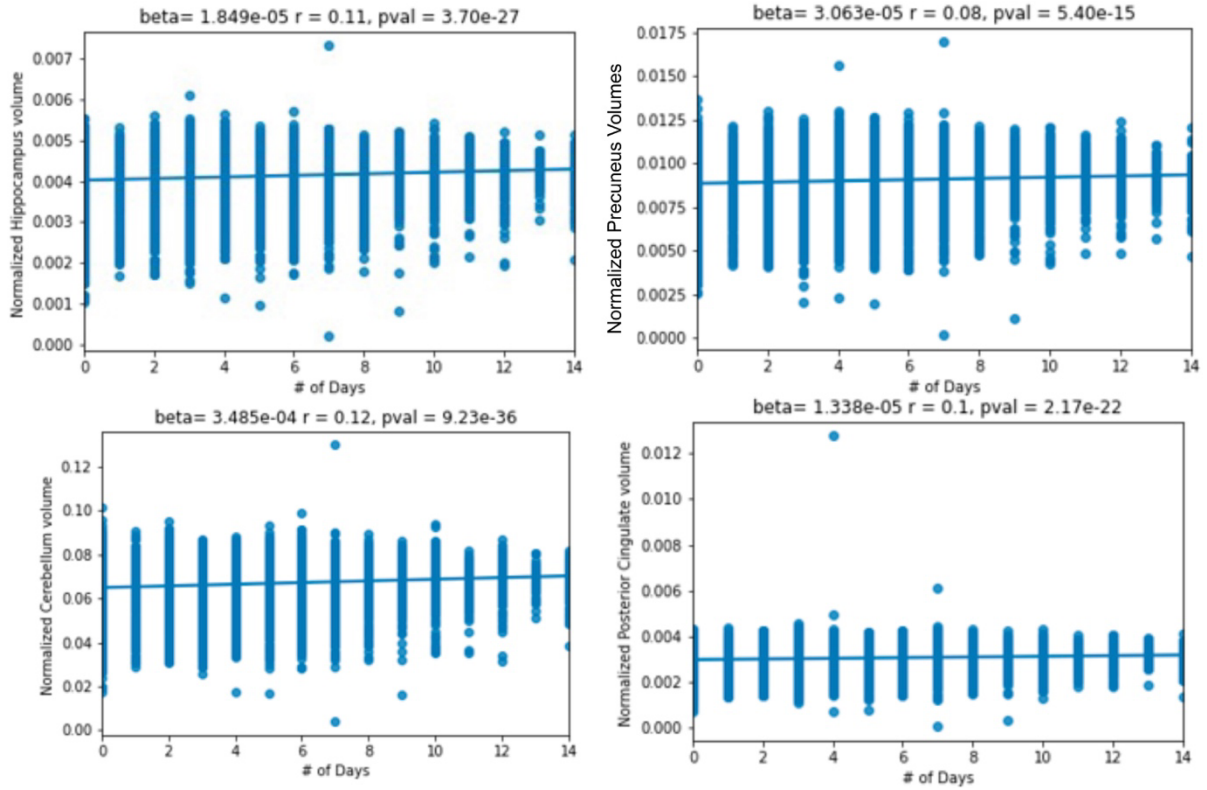 beta= 1.849e-05 r = 0.11, pval = 3.70e-27
Normalized Hippocampus volume
0.007
0.006
0.005
0.004
0.003
0.002
0.001
0.000
0 2 4 6 8 10 12 14
# of Days
beta= 3.063e-05 r = 0.08, pval = 5.40e-15
Normalized Precuneus Volumes
0.0175
0.0150
0.0125
0.0100
0.0075
0.0050
0.0025
0.0000
0 2 4 6 8 10 12 14
# of Days
beta= 3.485e-04 r = 0.12, pval = 9.23e-36
Normalized Cerebellum volume
0.12
0.10
0.08
0.06
0.04
0.02
0.00
0 2 4 6 8 10 12 14
# of Days
beta= 1.338e-05 r = 0.1, pval = 2.17e-22
Normalized Posterior Cingulate volume
0.012
0.010
0.008
0.006
0.004
0.002
0.000
0 2 4 6 8 10 12 14
# of Days